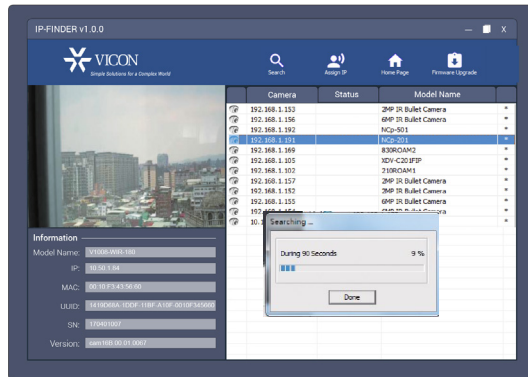 IP-FINDER v1.0.0
X
VICON
Simple Solutions for a Complex World
Search
Assign IP
Home Page
Firmware Upgrade
Camera Status Model Name
192.168.1.153 2MP IR Bullet Camera *
192.168.1.156 6MP IR Bullet Camera *
192.168.1.192 NCp-501 *
192.168.1.191 NCp-201 *
192.168.1.169 830ROAM2 *
192.168.1.105 XDV-C201FIP *
192.168.1.102 210ROAM1 *
192.168.1.157 2MP IR Bullet Camera *
192.168.1.152 2MP IR Bullet Camera *
192.168.1.155 6MP IR Bullet Camera *
Searching ...
During 90 Seconds 9 %
Done
Information
Model Name: V1008-WIR-180
IP: 10.50.1.84
MAC:
UUID:
SN: 170401007
Version: